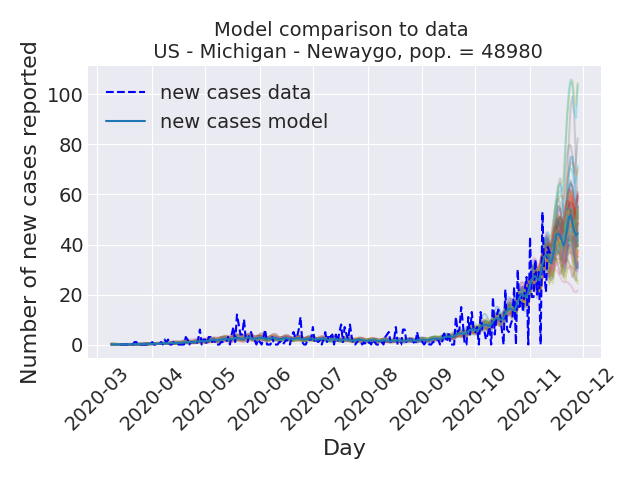 Model comparison to data
US - Michigan - Newaygo, pop. = 48980
Number of new cases reported
100
80
60
40
20
0
new cases data
new cases model
2020-03
2020-04
2020-05
2020-06
2020-07
2020-08
2020-09
2020-10
2020-11
2020-12
Day